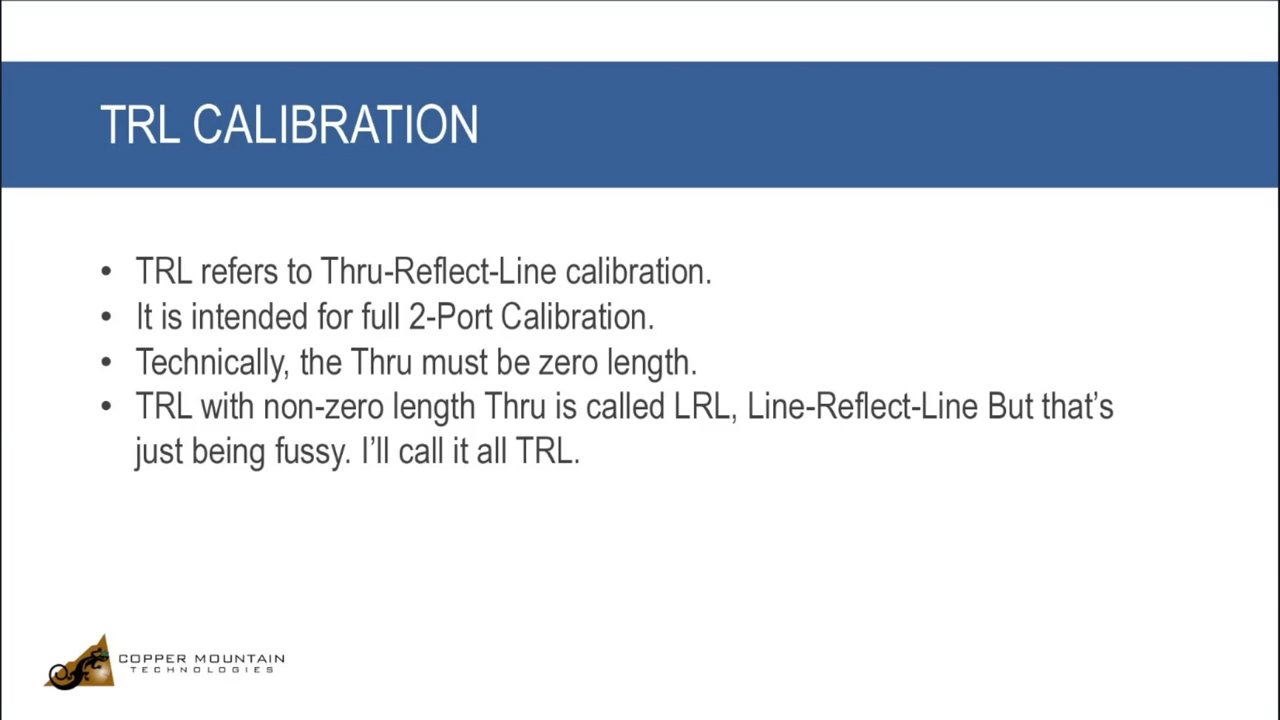 TRL CALIBRATION
• TRL refers to Thru-Reflect-Line calibration.
• It is intended for full 2-Port Calibration.
• Technically, the Thru must be zero length.
• TRL with non-zero length Thru is called LRL, Line-Reflect-Line But that’s
just being fussy. I’ll call it all TRL.
COPPER MOUNTAIN
TECHNOLOGIES